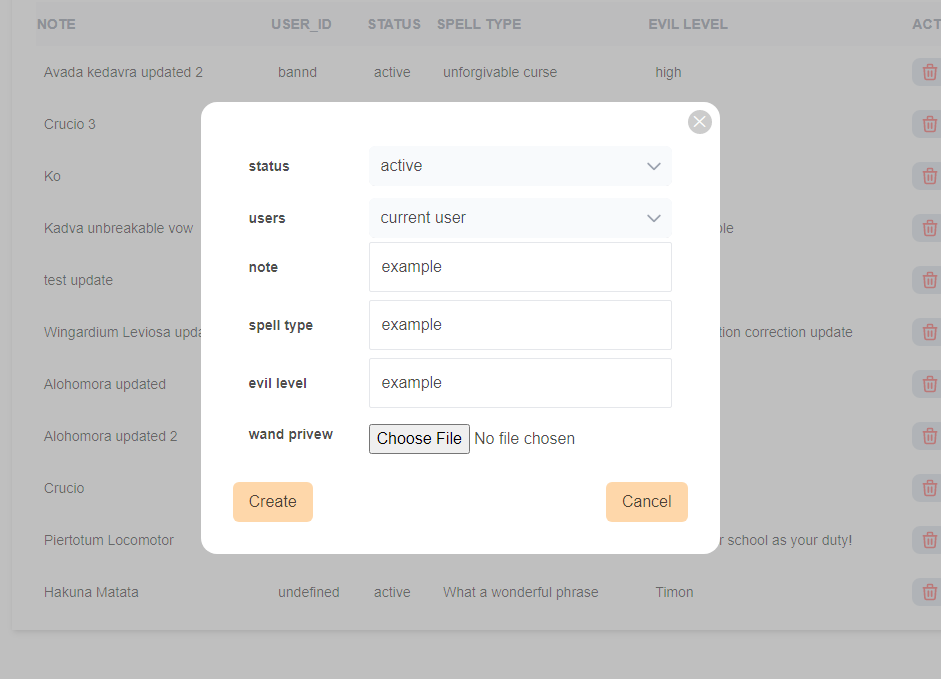 NOTE USER_ID STATUS SPELL TYPE EVIL LEVEL
Avada kedavra updated 2 bannd active unforgivable curse high
Crucio 3
status active
Ko
users current user
Kadva unbreakable vow
note example
test update
spell type example
Wingardium Leviosa tion correction update
evil level example
Alohomora updated
wand privew Choose File No file chosen
Alohomora updated 2
Crucio
Create Cancel
Piertotum Locomotor school as your duty!
Hakuna Matata undefined active What a wonderful phrase Timon